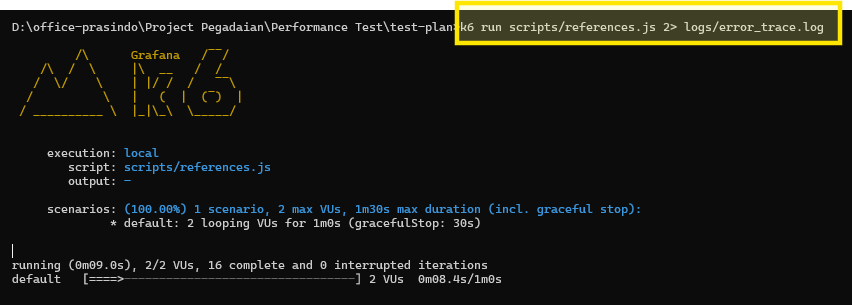 D:\office-prasindo\Project Pegadaian\Performance Test\test-plan>k6 run scripts/references.js 2> logs/error_trace.log
Grafana
k6
execution: local
script: scripts/references.js
output: -
scenarios: (100.00%) 1 scenario, 2 max VUs, 1m30s max duration (incl. graceful stop):
* default: 2 looping VUs for 1m0s (gracefulStop: 30s)
running (0m09.0s), 2/2 VUs, 16 complete and 0 interrupted iterations
default [====>---------------------------------] 2 VUs 0m08.4s/1m0s